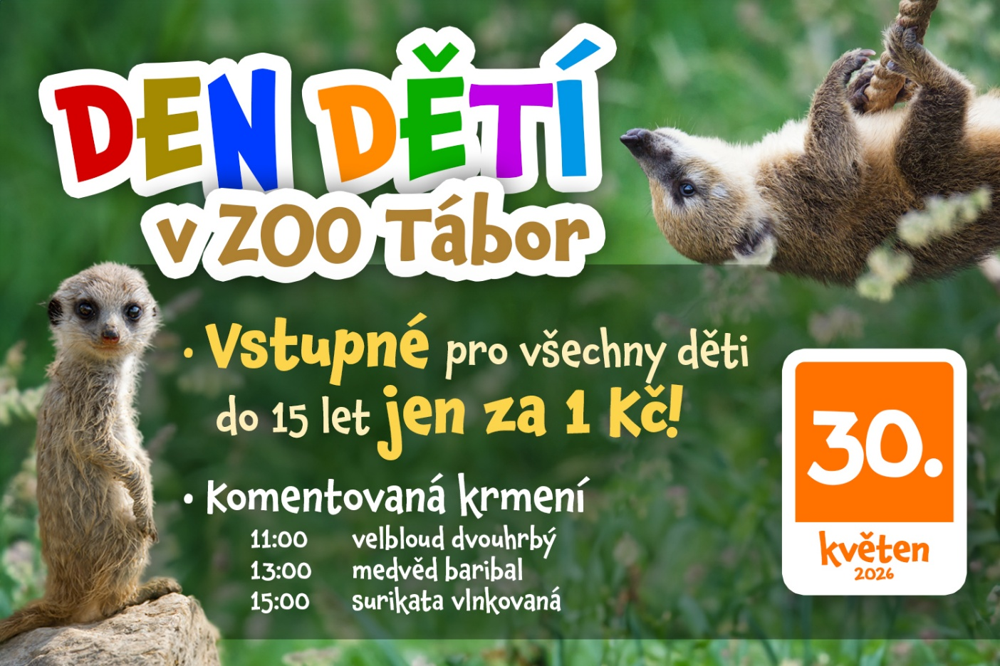 DEN DĚTÍ
v ZOO Tábor
• Vstupné pro všechny děti
do 15 let jen za 1 Kč!
• Komentovaná krmení
11:00 velbloud dvouhrbý
13:00 medvěd baribal
15:00 surikata vlnkovaná
30.
květen
2026